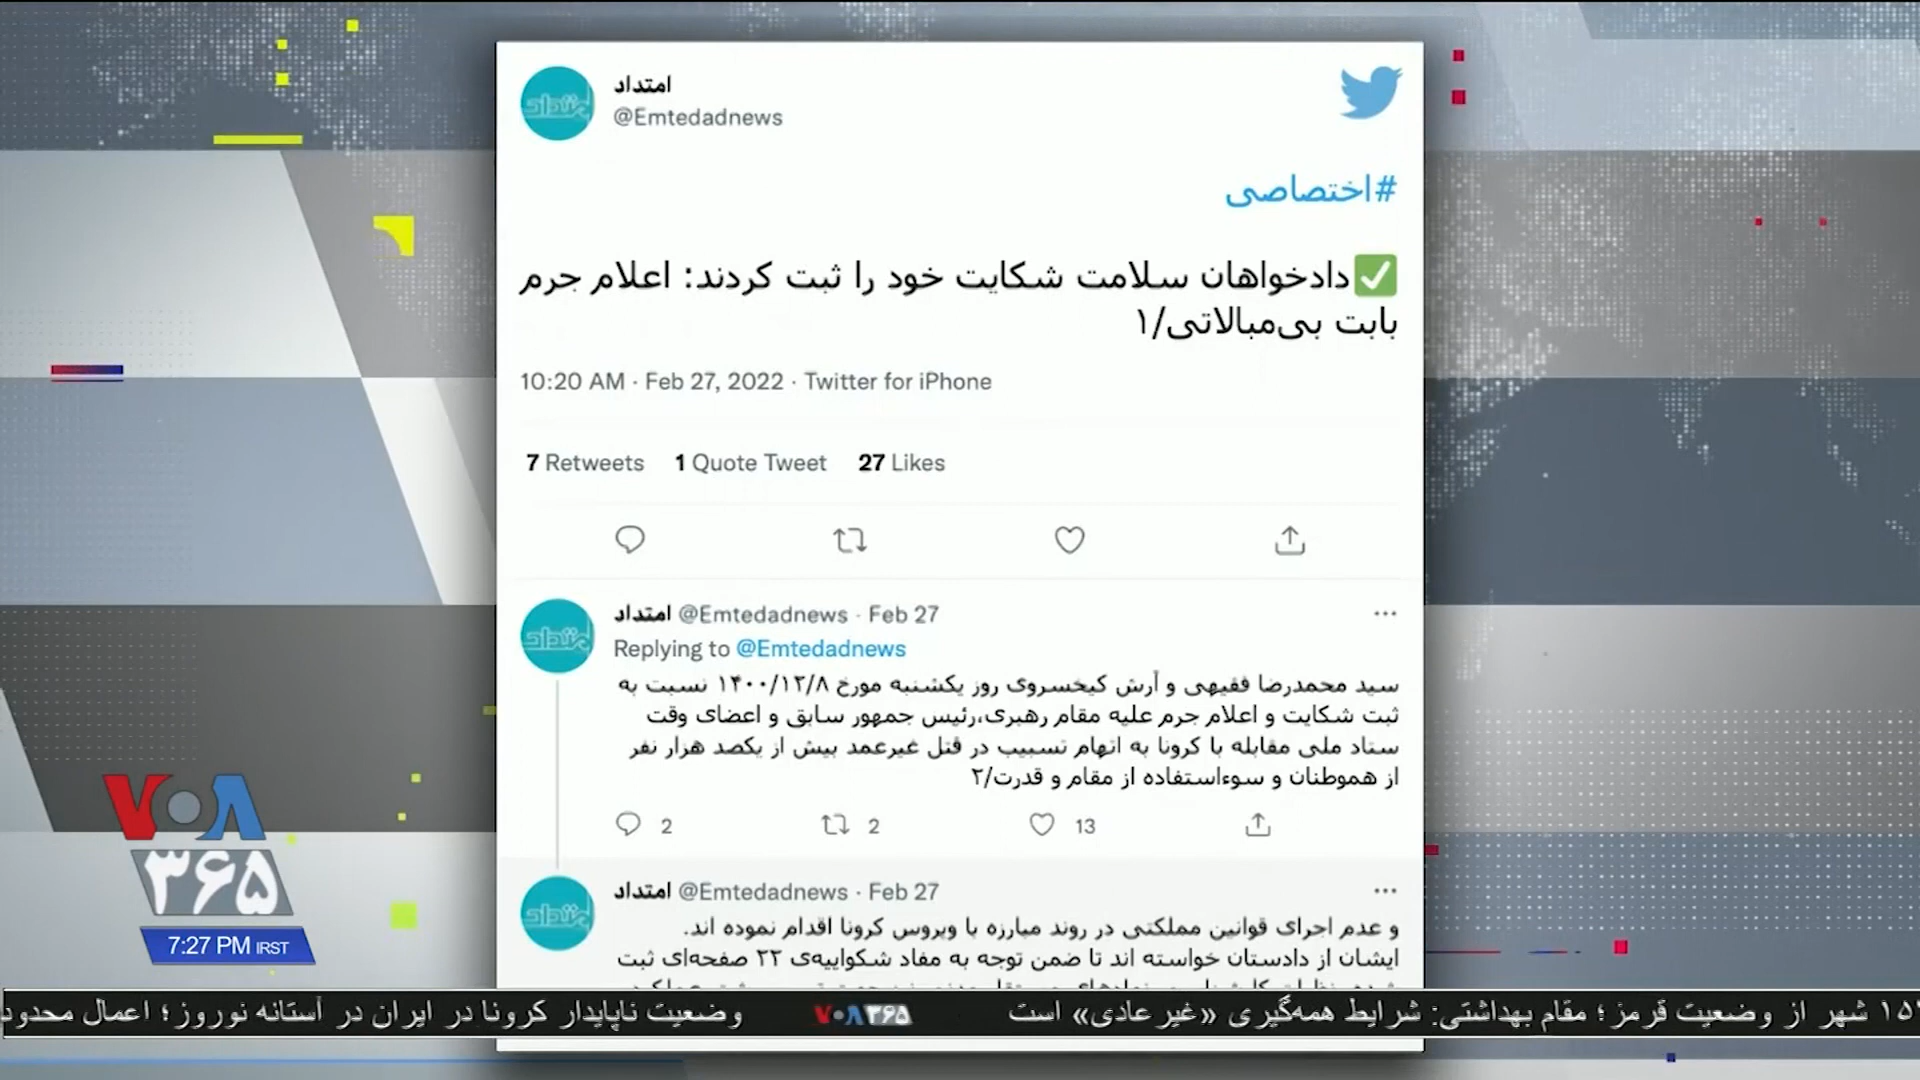 امتداد
@Emtedadnews
#اختصاصی
✅دادخواهان سلامت شکایت خود را ثبت کردند: اعلام جرم
بابت بی‌مبالاتی/۱
10:20 AM · Feb 27, 2022 · Twitter for iPhone
7 Retweets 1 Quote Tweet 27 Likes
امتداد @Emtedadnews · Feb 27
Replying to @Emtedadnews
سید محمدرضا فقیهی و آرش کیخسروی روز یکشنبه مورخ ۱۴۰۰/۱۲/۸ نسبت به
ثبت شکایت و اعلام جرم علیه مقام رهبری،رئیس جمهور سابق و اعضای وقت
ستاد ملی مقابله با کرونا به اتهام تسبیب در قتل غیرعمد بیش از یکصد هزار نفر
از هموطنان و سوءاستفاده از مقام و قدرت/۲
2 2 13
امتداد @Emtedadnews · Feb 27
و عدم اجرای قوانین مملکتی در روند مبارزه با ویروس کرونا اقدام نموده اند.
ایشان از دادستان خواسته اند تا ضمن توجه به مفاد شکواییه‌ی ۲۲ صفحه‌ای ثبت
VOA
۳۶۵
7:27 PM IRST
شهر از وضعیت قرمز؛ مقام بهداشتی: شرایط همه‌گیری «غیرعادی» است VOA۳۶۵ وضعیت ناپایدار کرونا در ایران در آستانه نوروز؛ اعمال